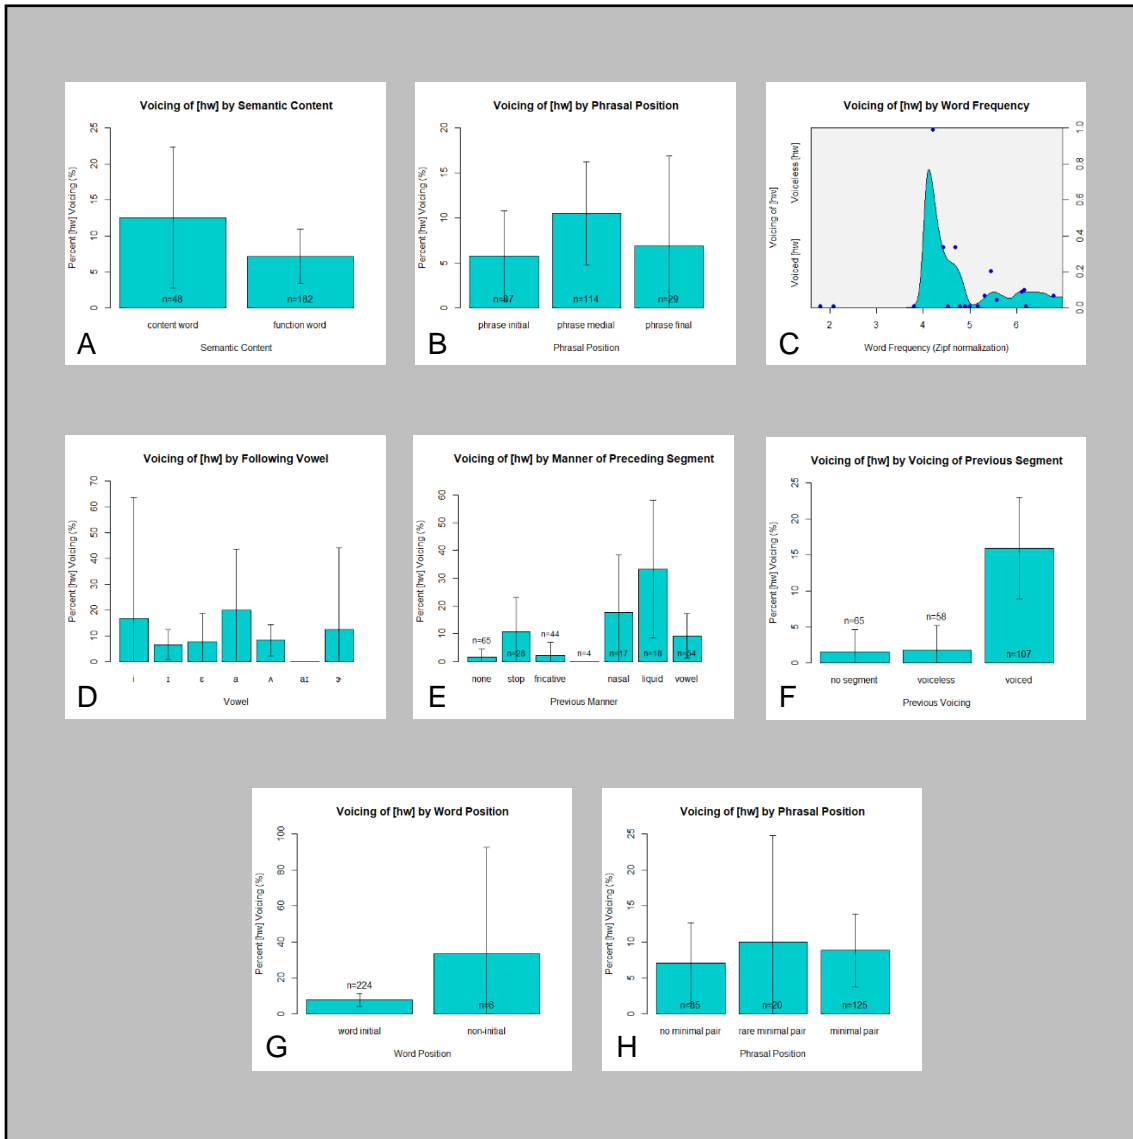 Voicing of [hw] by Semantic Content
Percent [hw] Voicing (%)
0 5 10 15 20 25
n=48 n=182
content word function word
Semantic Content
A
Voicing of [hw] by Phrasal Position
Percent [hw] Voicing (%)
0 5 10 15 20
n=87 n=114 n=29
phrase initial phrase medial phrase final
Phrasal Position
B
Voicing of [hw] by Word Frequency
Voicing of [hw]
Voiced [hw] Voiceless [hw]
0.0 0.2 0.4 0.6 0.8 1.0
2 3 4 5 6
Word Frequency (Zipf normalization)
C
Voicing of [hw] by Following Vowel
Percent [hw] Voicing (%)
0 10 20 30 40 50 60 70
i ɪ ɛ a ʌ aɪ ɚ
Vowel
D
Voicing of [hw] by Manner of Preceding Segment
Percent [hw] Voicing (%)
0 10 20 30 40 50 60
n=65 n=28 n=44 n=4 n=17 n=18 n=54
none stop fricative nasal liquid vowel
Previous Manner
E
Voicing of [hw] by Voicing of Previous Segment
Percent [hw] Voicing (%)
0 5 10 15 20 25
n=65 n=58 n=107
no segment voiceless voiced
Previous Voicing
F
Voicing of [hw] by Word Position
Percent [hw] Voicing (%)
0 20 40 60 80 100
n=224 n=6
word initial non-initial
Word Position
G
Voicing of [hw] by Phrasal Position
Percent [hw] Voicing (%)
0 5 10 15 20 25
n=85 n=20 n=125
no minimal pair rare minimal pair minimal pair
Phrasal Position
H